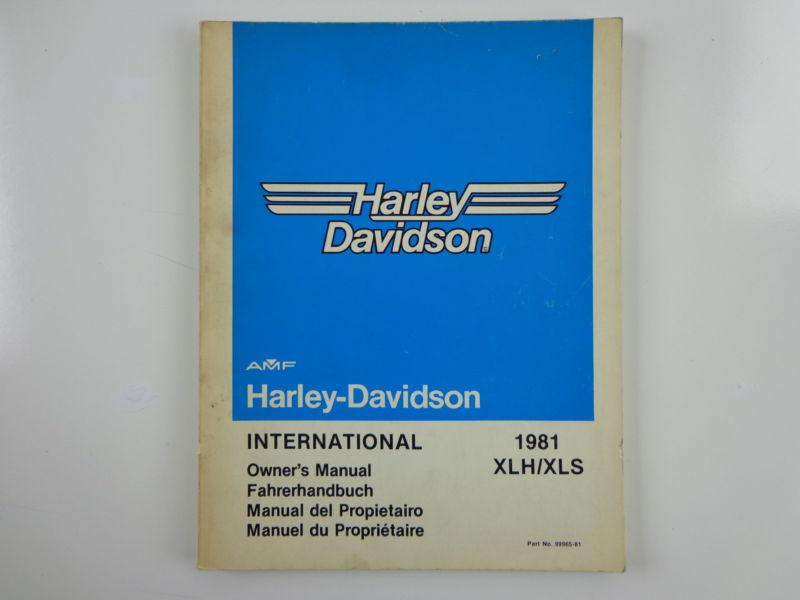 Harley
Davidson
AMF
Harley-Davidson
INTERNATIONAL
Owner's Manual
Fahrerhandbuch
Manual del Propietairo
Manuel du Propriétaire
1981
XLH/XLS
Part No. 99965-81